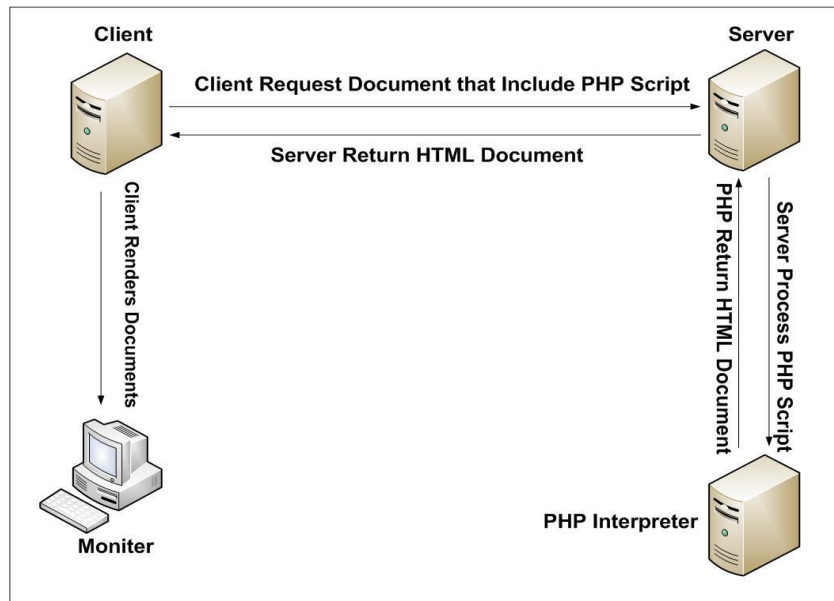 Client
Server
Client Request Document that Include PHP Script
Server Return HTML Document
Client Renders Documents
PHP Return HTML Document
Server Process PHP Script
PHP Interpreter
Moniter